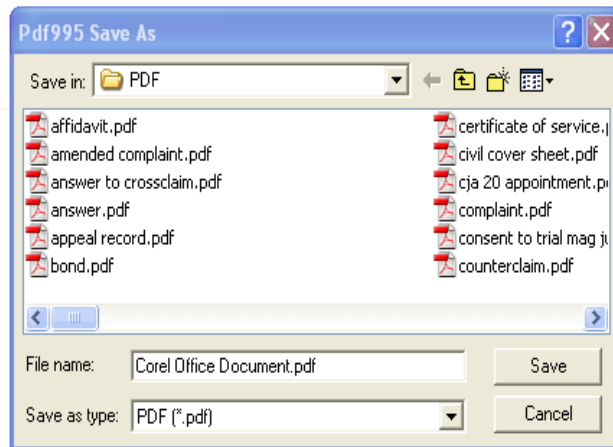 Pdf995 Save As
Save in: PDF
affidavit.pdf
amended complaint.pdf
answer to crossclaim.pdf
answer.pdf
appeal record.pdf
bond.pdf
certificate of service.p
civil cover sheet.pdf
cja 20 appointment.p
complaint.pdf
consent to trial mag ju
counterclaim.pdf
File name: Corel Office Document.pdf
Save
Save as type: PDF (*.pdf)
Cancel